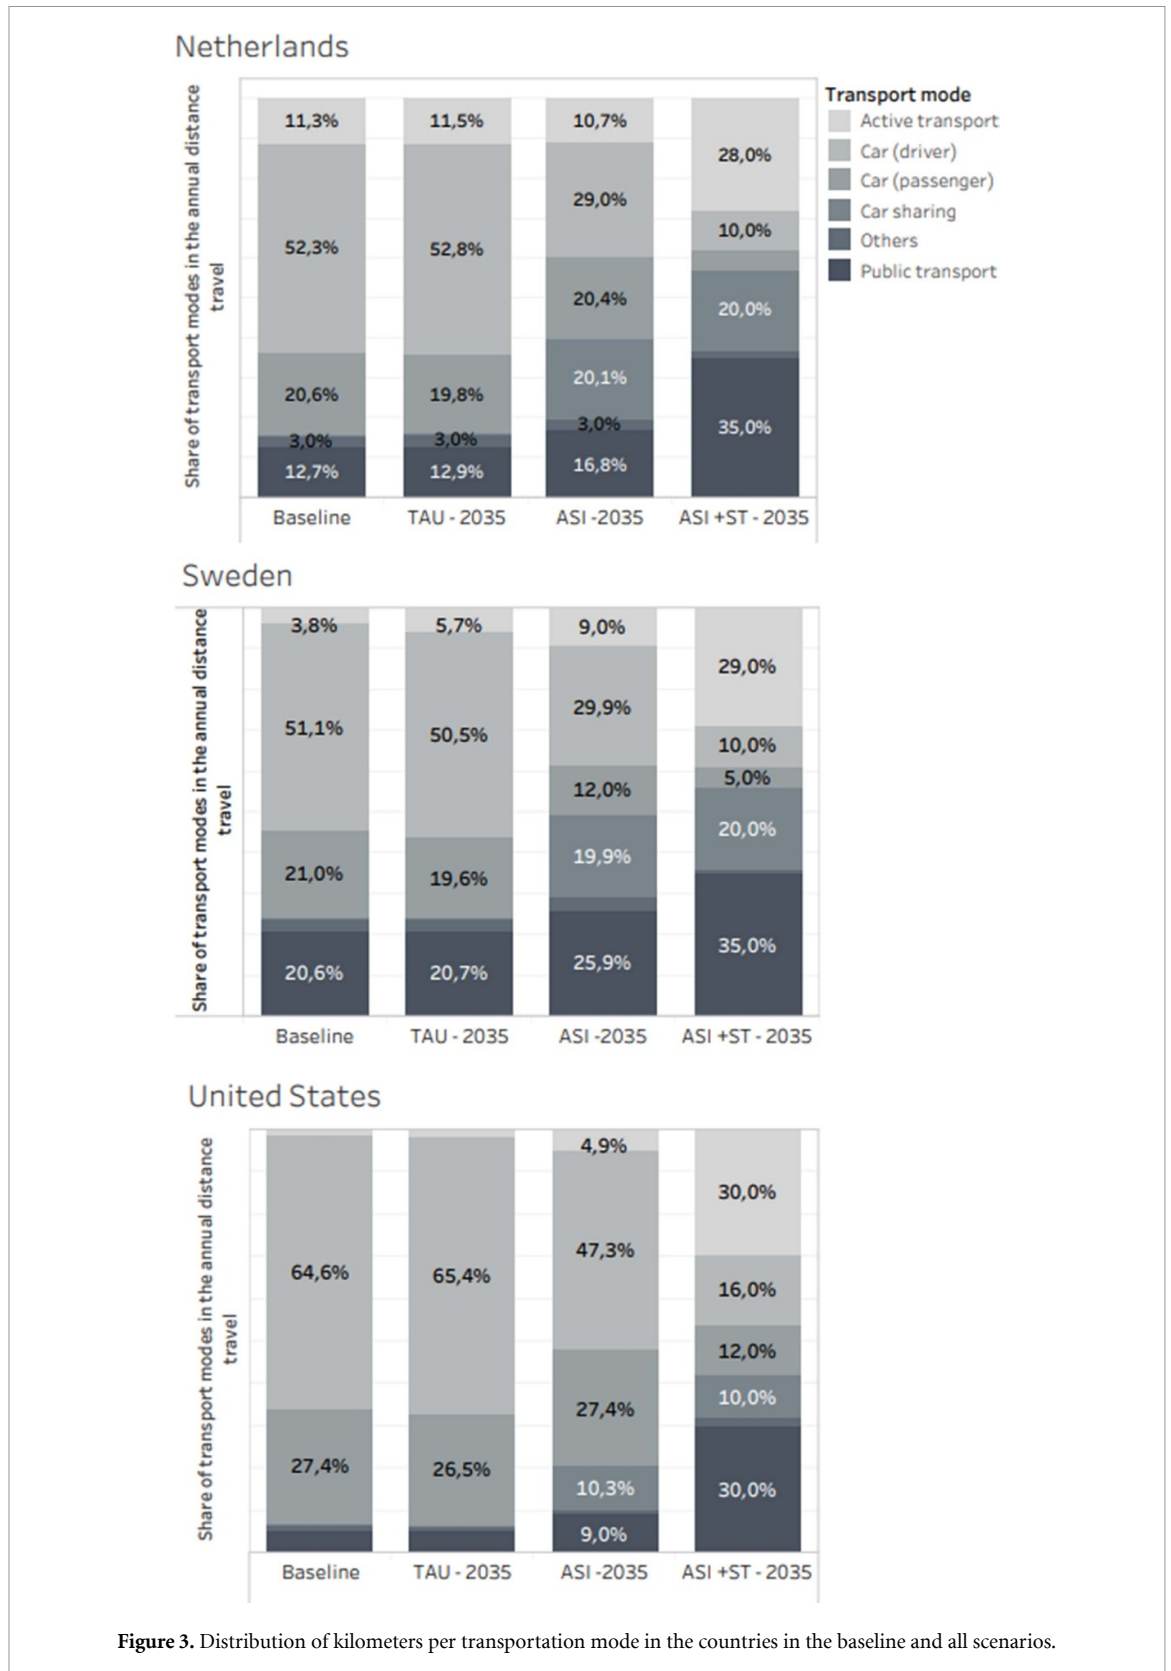 Netherlands
Share of transport modes in the annual distance
travel
11,3%
11,5%
10,7%
28,0%
52,3%
52,8%
29,0%
10,0%
20,6%
19,8%
20,4%
20,0%
3,0%
3,0%
20,1%
3,0%
12,7%
12,9%
16,8%
35,0%
Baseline
TAU - 2035
ASI -2035
ASI +ST - 2035
Transport mode
Active transport
Car (driver)
Car (passenger)
Car sharing
Others
Public transport
Sweden
Share of transport modes in the annual distance
travel
3,8%
5,7%
9,0%
29,0%
51,1%
50,5%
29,9%
10,0%
21,0%
19,6%
12,0%
5,0%
19,9%
20,0%
20,6%
20,7%
25,9%
35,0%
Baseline
TAU - 2035
ASI -2035
ASI +ST - 2035
United States
Share of transport modes in the annual distance
travel
4,9%
30,0%
64,6%
65,4%
47,3%
16,0%
27,4%
26,5%
27,4%
12,0%
10,3%
10,0%
9,0%
30,0%
Baseline
TAU - 2035
ASI -2035
ASI +ST - 2035
Figure 3. Distribution of kilometers per transportation mode in the countries in the baseline and all scenarios.